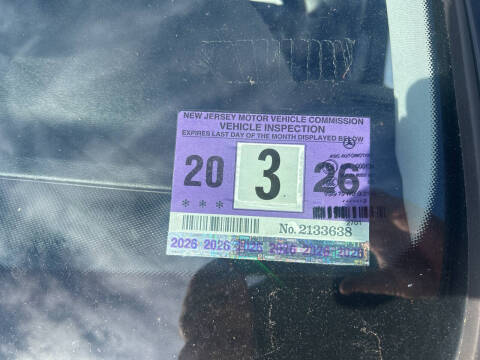 NEW JERSEY MOTOR VEHICLE COMMISSION
VEHICLE INSPECTION
EXPIRES LAST DAY OF THE MONTH DISPLAYED BELOW
20 3 26
* * *
No. 2133638
2026 2026 2026 2026 2026 2026